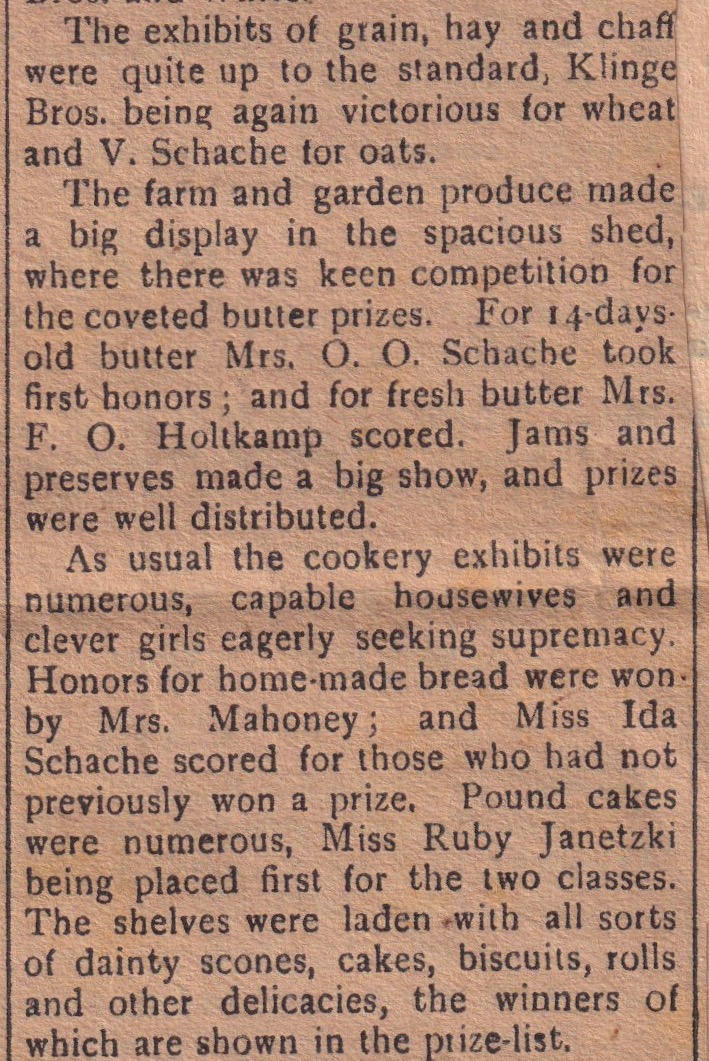 The exhibits of grain, hay and chaff
were quite up to the standard, Klinge
Bros. being again victorious for wheat
and V. Schache for oats.
The farm and garden produce made
a big display in the spacious shed,
where there was keen competition for
the coveted butter prizes. For 14-days-
old butter Mrs. O. O. Schache took
first honors; and for fresh butter Mrs.
F. O. Holtkamp scored. Jams and
preserves made a big show, and prizes
were well distributed.
As usual the cookery exhibits were
numerous, capable housewives and
clever girls eagerly seeking supremacy.
Honors for home-made bread were won
by Mrs. Mahoney; and Miss Ida
Schache scored for those who had not
previously won a prize. Pound cakes
were numerous, Miss Ruby Janetzki
being placed first for the two classes.
The shelves were laden with all sorts
of dainty scones, cakes, biscuits, rolls
and other delicacies, the winners of
which are shown in the prize-list.